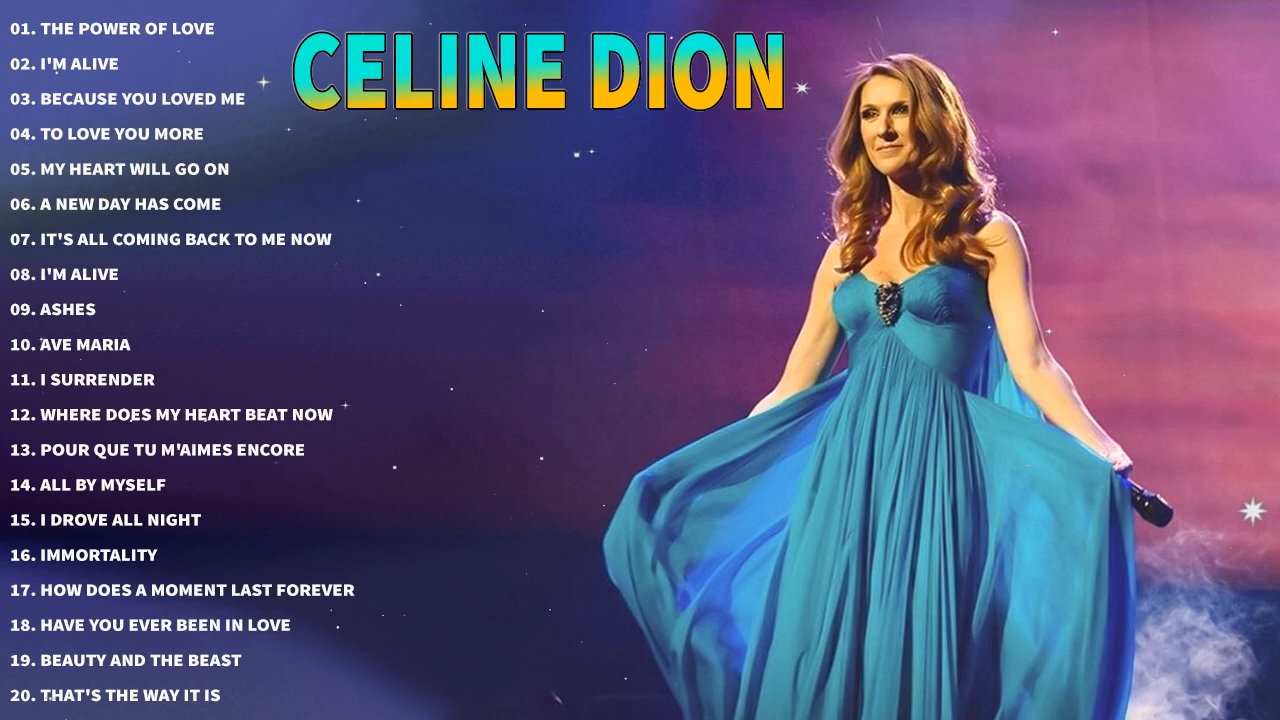 CELINE DION
01. THE POWER OF LOVE
02. I'M ALIVE
03. BECAUSE YOU LOVED ME
04. TO LOVE YOU MORE
05. MY HEART WILL GO ON
06. A NEW DAY HAS COME
07. IT'S ALL COMING BACK TO ME NOW
08. I'M ALIVE
09. ASHES
10. AVE MARIA
11. I SURRENDER
12. WHERE DOES MY HEART BEAT NOW
13. POUR QUE TU M'AIMES ENCORE
14. ALL BY MYSELF
15. I DROVE ALL NIGHT
16. IMMORTALITY
17. HOW DOES A MOMENT LAST FOREVER
18. HAVE YOU EVER BEEN IN LOVE
19. BEAUTY AND THE BEAST
20. THAT'S THE WAY IT IS